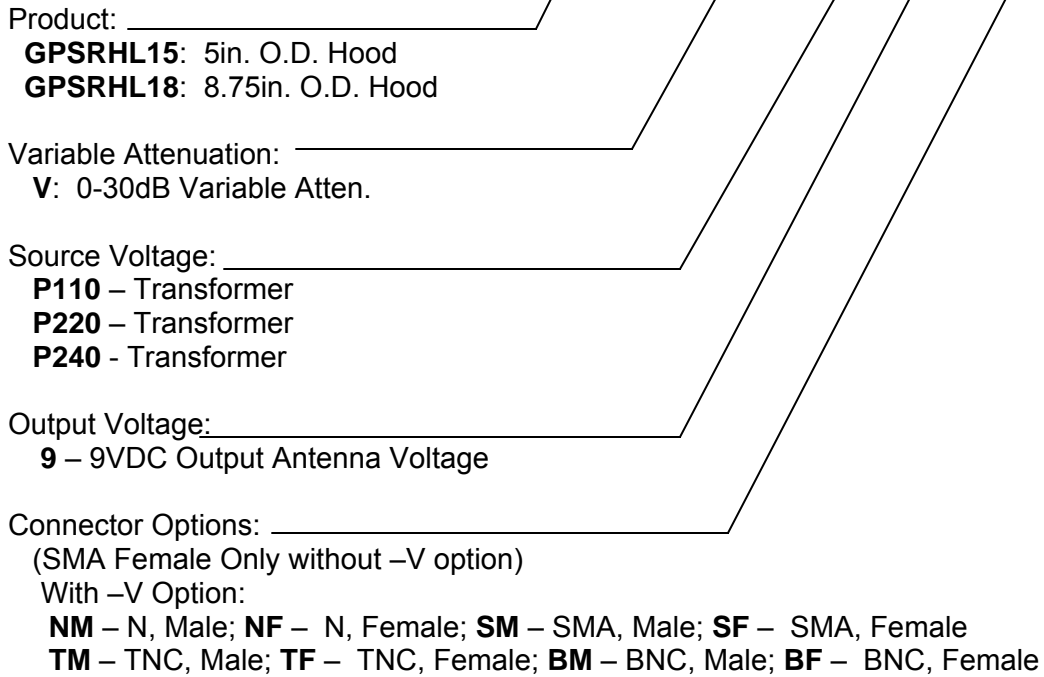 Product:
GPSRHL15: 5in. O.D. Hood
GPSRHL18: 8.75in. O.D. Hood
Variable Attenuation:
V: 0-30dB Variable Atten.
Source Voltage:
P110 – Transformer
P220 – Transformer
P240 - Transformer
Output Voltage:
9 – 9VDC Output Antenna Voltage
Connector Options:
(SMA Female Only without –V option)
With –V Option:
NM – N, Male; NF – N, Female; SM – SMA, Male; SF – SMA, Female
TM – TNC, Male; TF – TNC, Female; BM – BNC, Male; BF – BNC, Female